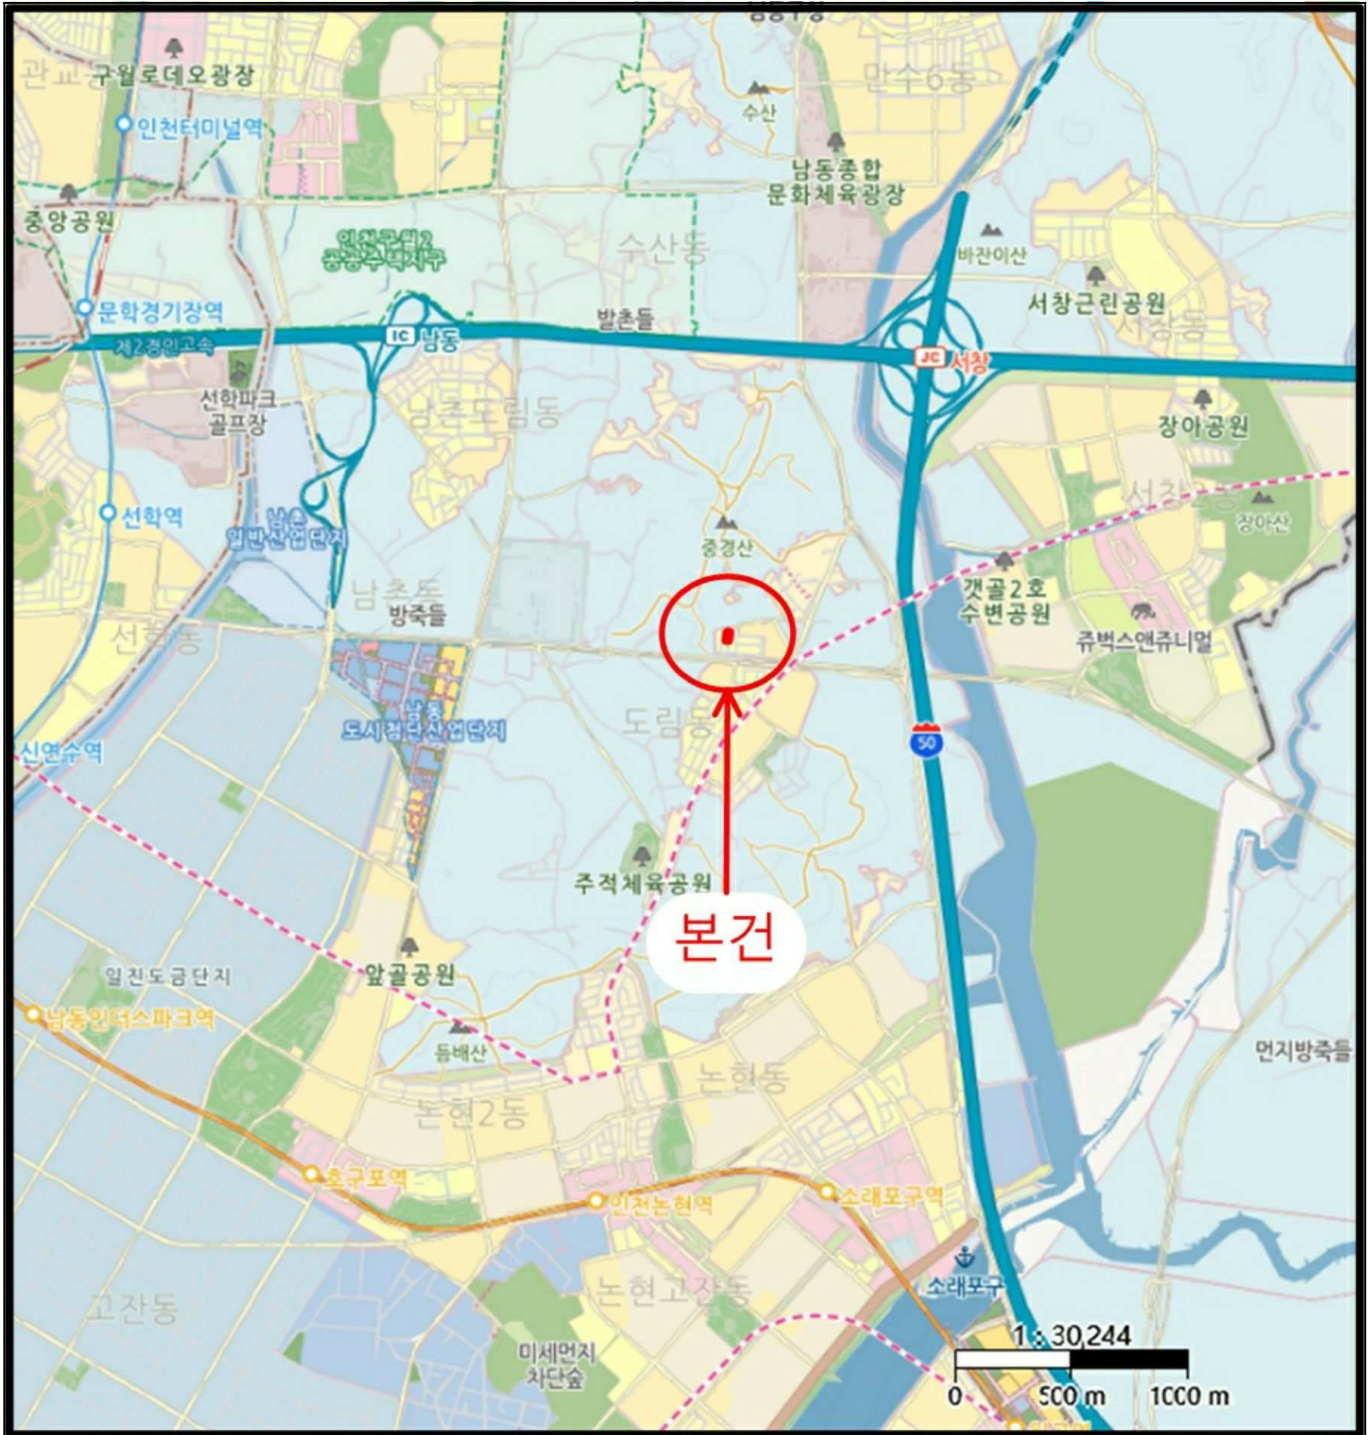 관교
구월로데오광장
만수6동
인천터미널역
수산
남동종합
문화체육광장
중앙공원
인천구월2
공공주택지구
수산동
바잔이산
서창근린공원
서창동
문학경기장역
제2경인고속
IC 남동
발촌들
JC 서창
선학파크
골프장
남촌도림동
장아공원
서창2동
장아산
선학역
남촌
일반산업단지
중경산
남촌동
방죽들
갯골2호
수변공원
선학동
쥬벅스앤쥬니멀
도림동
남동
도시첨단산업단지
신연수역
50
주적체육공원
본건
일진도금단지
앞골공원
남동인더스파크역
듬배산
먼지방죽들
논현동
논현2동
호구포역
인천논현역
소래포구역
소래포구
고잔동
논현고잔동
미세먼지
차단숲
1 : 30,244
0 500 m 1000 m